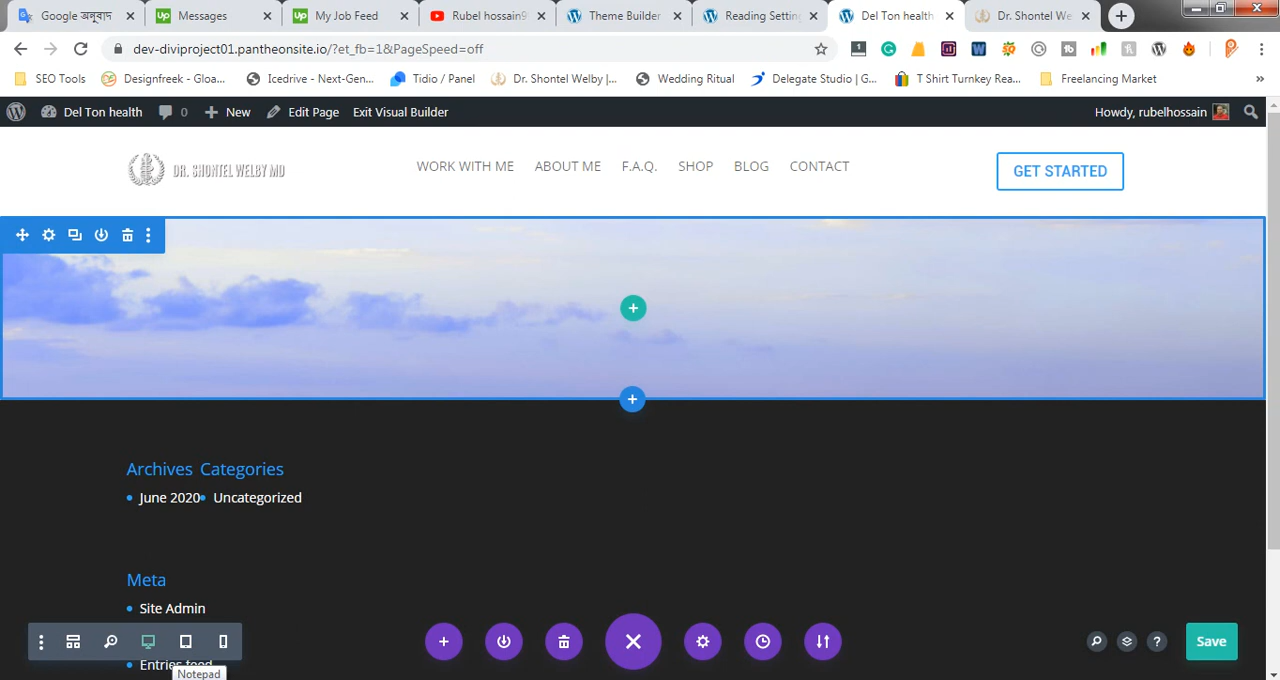 Google অনুবাদ
Messages
My Job Feed
Rubel hossain9
Theme Builder
Reading Setting
Del Ton health
Dr. Shontel We
dev-diviproject01.pantheonsite.io/?et_fb=1&PageSpeed=off
SEO Tools
Designfreek - Gloa...
Icedrive - Next-Gen...
Tidio / Panel
Dr. Shontel Welby |...
Wedding Ritual
Delegate Studio | G...
T Shirt Turnkey Rea...
Freelancing Market
»
Del Ton health
0
New
Edit Page
Exit Visual Builder
Howdy, rubelhossain
DR. SHONTEL WELBY MD
WORK WITH ME
ABOUT ME
F.A.Q.
SHOP
BLOG
CONTACT
GET STARTED
Archives
Categories
June 2020
Uncategorized
Meta
Site Admin
Entries feed
Save
Notepad